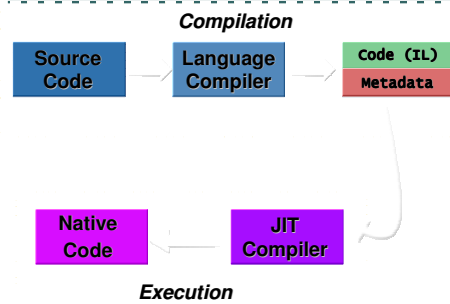 Compilation
Source
Code
Language
Compiler
Code (IL)
Metadata
Native
Code
JIT
Compiler
Execution